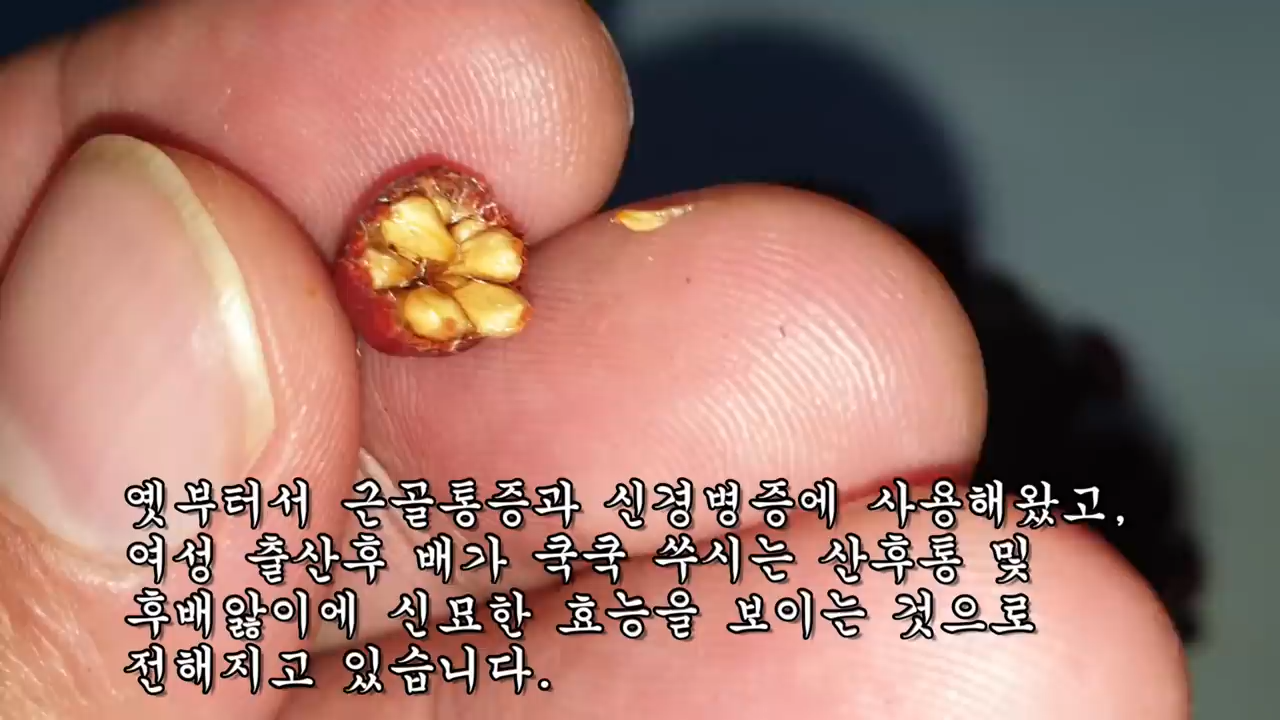 옛부터서 근골통증과 신경병증에 사용해왔고,
여성 출산후 배가 쿡쿡 쑤시는 산후통 및
후배앓이에 신묘한 효능을 보이는 것으로
전해지고 있습니다.